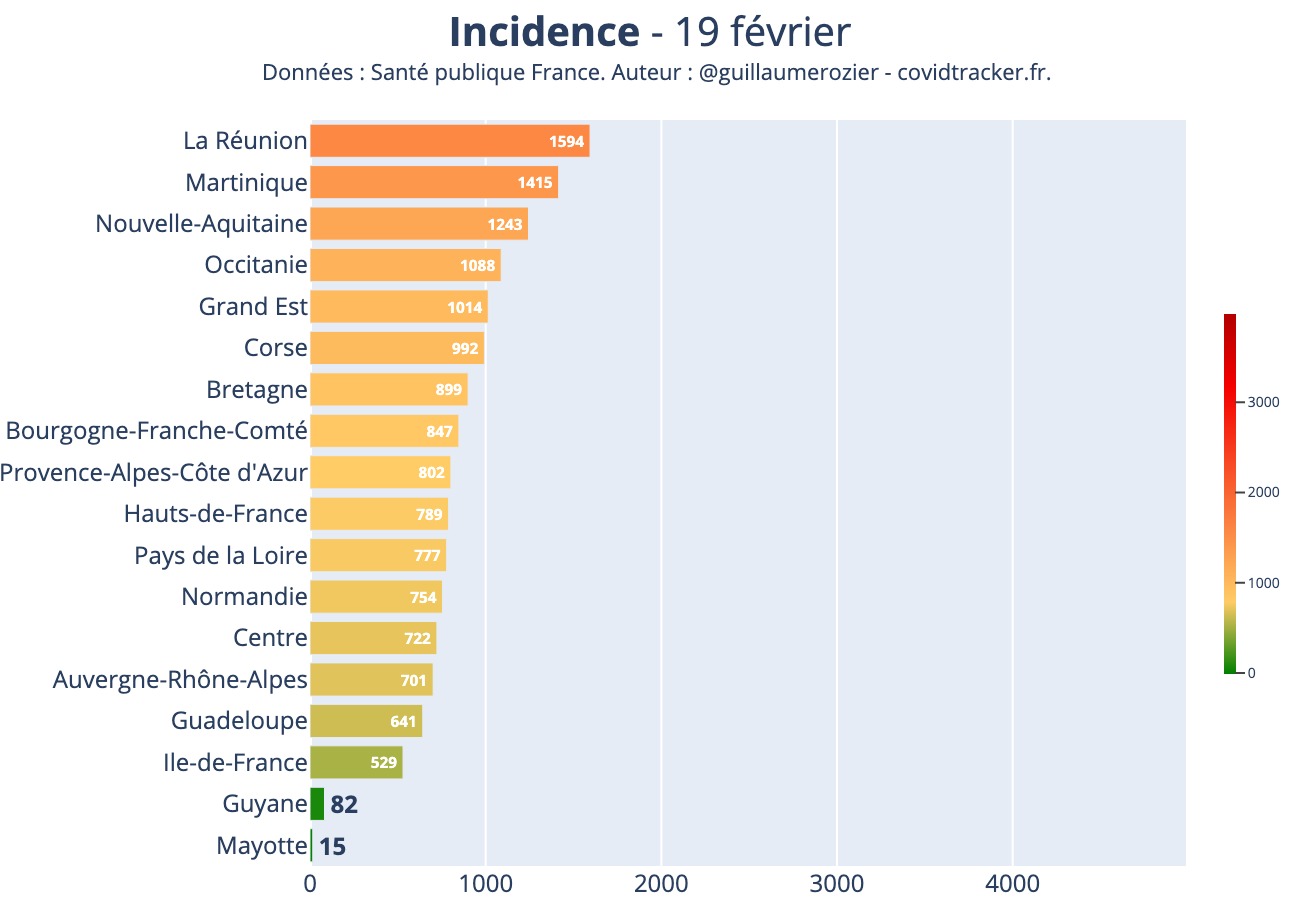 Incidence - 19 février
Données : Santé publique France. Auteur : @guillaumerozier - covidtracker.fr.
La Réunion 1594
Martinique 1415
Nouvelle-Aquitaine 1243
Occitanie 1088
Grand Est 1014
Corse 992
Bretagne 899
Bourgogne-Franche-Comté 847
Provence-Alpes-Côte d'Azur 802
Hauts-de-France 789
Pays de la Loire 777
Normandie 754
Centre 722
Auvergne-Rhône-Alpes 701
Guadeloupe 641
Ile-de-France 529
Guyane 82
Mayotte 15
0 1000 2000 3000 4000
3000
2000
1000
0